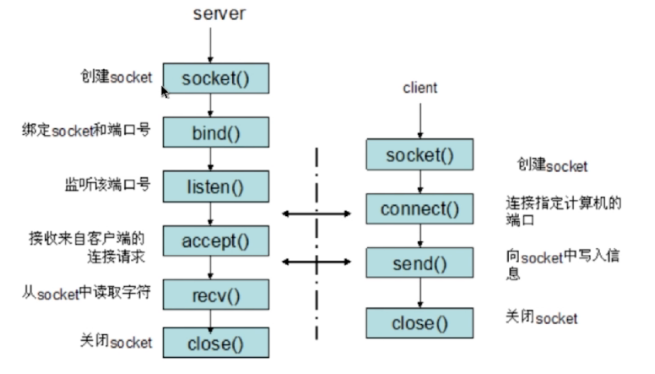 server
创建socket
socket()
绑定socket和端口号
bind()
监听该端口号
listen()
接收来自客户端的
连接请求
accept()
从socket中读取字符
recv()
关闭socket
close()
client
socket()
创建socket
connect()
连接指定计算机的
端口
send()
向socket中写入信
息
close()
关闭socket